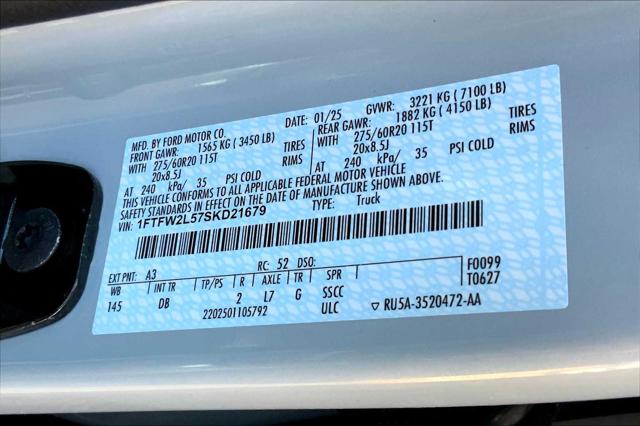 MFD. BY FORD MOTOR CO.
DATE: 01/25 GVWR: 3221 KG ( 7100 LB)
FRONT GAWR: 1565 KG ( 3450 LB) REAR GAWR: 1882 KG ( 4150 LB)
WITH 275/60R20 115T TIRES WITH 275/60R20 115T TIRES
20x8.5J RIMS 20x8.5J RIMS
AT 240 kPa/ 35 PSI COLD AT 240 kPa/ 35 PSI COLD
THIS VEHICLE CONFORMS TO ALL APPLICABLE FEDERAL MOTOR VEHICLE
SAFETY STANDARDS IN EFFECT ON THE DATE OF MANUFACTURE SHOWN ABOVE.
VIN: 1FTFW2L57SKD21679 TYPE: Truck
EXT PNT: A3 RC: 52 DSO: F0099
WB INT TR TP/PS R AXLE TR SPR T0627
145 DB 2 L7 G SSCC
2202501105792 ULC ▽ RU5A-3520472-AA